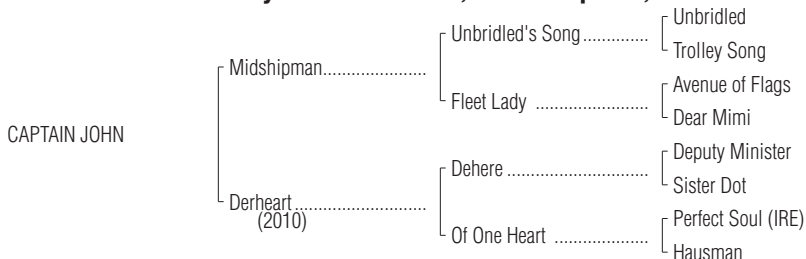 Unbridled
Unbridled's Song
Trolley Song
Midshipman
Avenue of Flags
Fleet Lady
Dear Mimi
CAPTAIN JOHN
Deputy Minister
Dehere
Sister Dot
Derheart
(2010)
Perfect Soul (IRE)
Of One Heart
Hausman